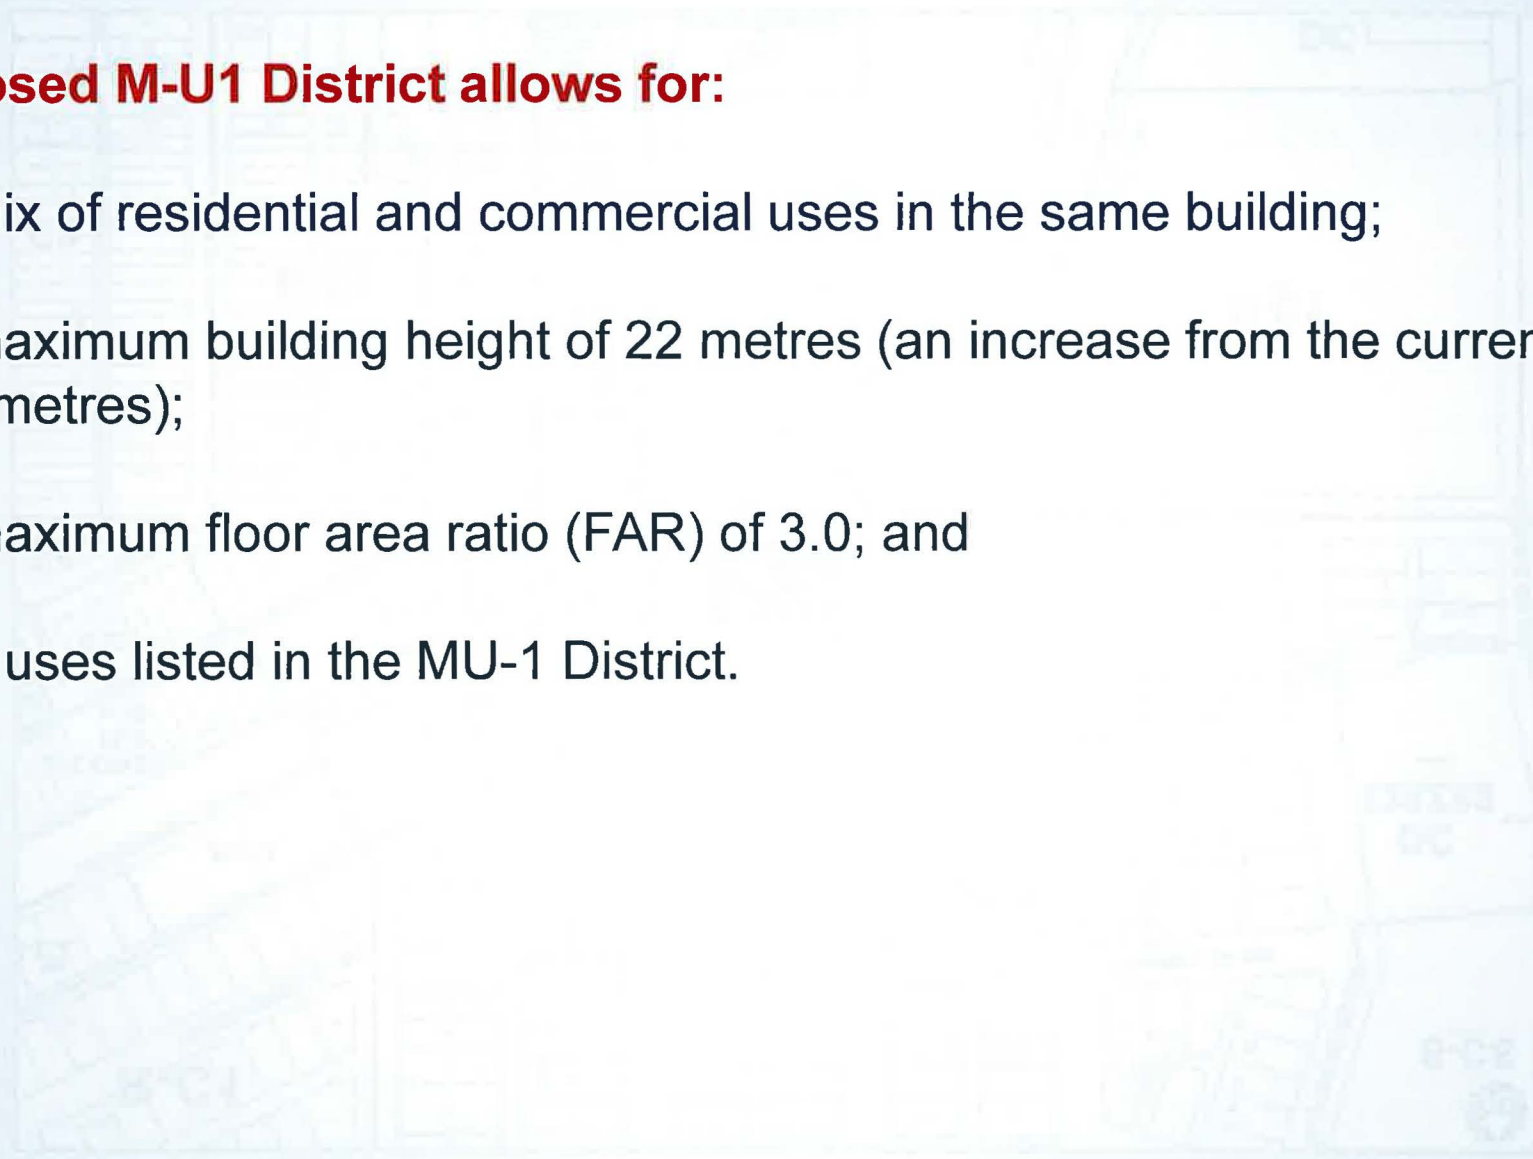 osed M-U1 District allows for:
ix of residential and commercial uses in the same building;
aximum building height of 22 metres (an increase from the curren
metres);
aximum floor area ratio (FAR) of 3.0; and
uses listed in the MU-1 District.